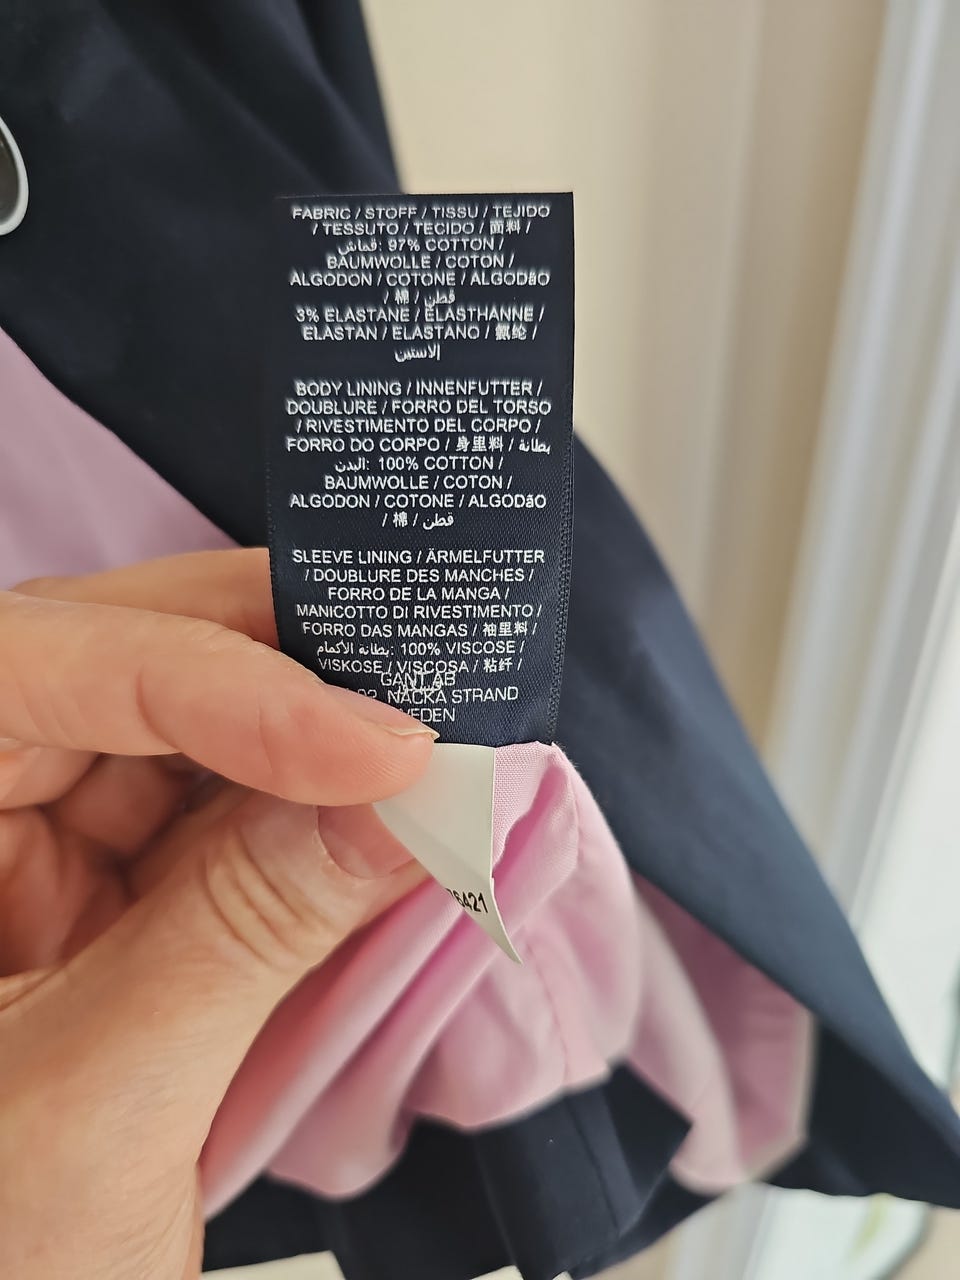 FABRIC / STOFF / TISSU / TEJIDO
/ TESSUTO / TECIDO / 面料 /
قماش: 97% COTTON /
BAUMWOLLE / COTON /
ALGODON / COTONE / ALGODãO
/ 棉 / قطن
3% ELASTANE / ELASTHANNE /
ELASTAN / ELASTANO / 氨纶 /
الاستين
BODY LINING / INNENFUTTER /
DOUBLURE / FORRO DEL TORSO
/ RIVESTIMENTO DEL CORPO /
FORRO DO CORPO / 身里料 / بطانة
البدن: 100% COTTON /
BAUMWOLLE / COTON /
ALGODON / COTONE / ALGODãO
/ 棉 / قطن
SLEEVE LINING / ÄRMELFUTTER
/ DOUBLURE DES MANCHES /
FORRO DE LA MANGA /
MANICOTTO DI RIVESTIMENTO /
FORRO DAS MANGAS / 袖里料 /
بطانة الأكمام: 100% VISCOSE /
VISKOSE / VISCOSA / 粘纤 /
GANT AB
NACKA STRAND
6421